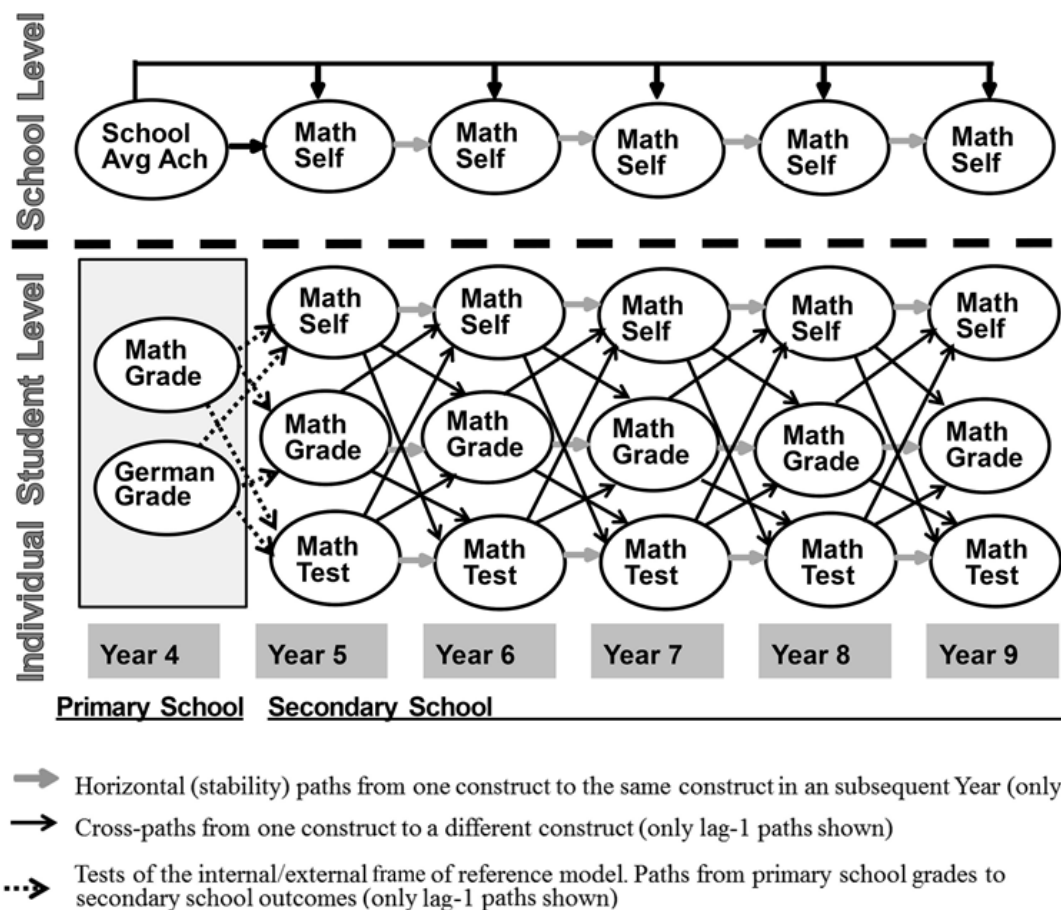 School Level
School
Avg Ach
Math
Self
Math
Self
Math
Self
Math
Self
Math
Self
Individual Student Level
Math
Grade
German
Grade
Math
Self
Math
Self
Math
Self
Math
Self
Math
Self
Math
Grade
Math
Grade
Math
Grade
Math
Grade
Math
Grade
Math
Test
Math
Test
Math
Test
Math
Test
Math
Test
Year 4
Year 5
Year 6
Year 7
Year 8
Year 9
Primary School
Secondary School
Horizontal (stability) paths from one construct to the same construct in an subsequent Year (only
Cross-paths from one construct to a different construct (only lag-1 paths shown)
Tests of the internal/external frame of reference model. Paths from primary school grades to
secondary school outcomes (only lag-1 paths shown)